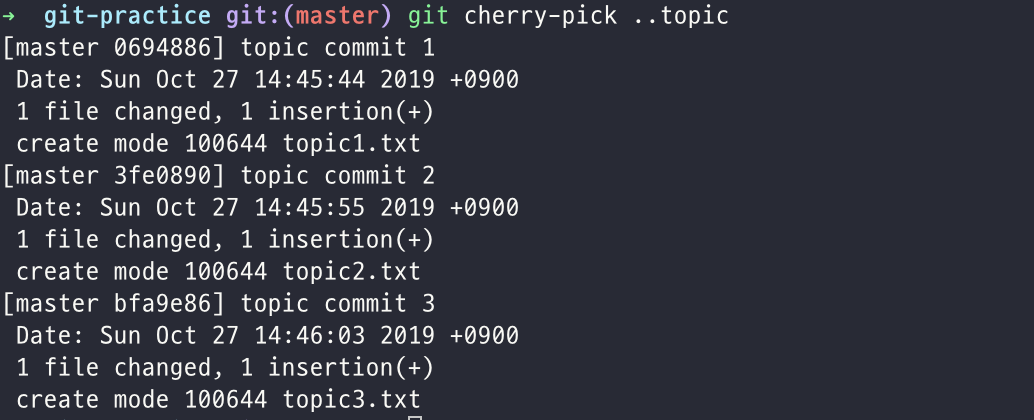 → git-practice git:(master) git cherry-pick ..topic
[master 0694886] topic commit 1
 Date: Sun Oct 27 14:45:44 2019 +0900
 1 file changed, 1 insertion(+)
 create mode 100644 topic1.txt
[master 3fe0890] topic commit 2
 Date: Sun Oct 27 14:45:55 2019 +0900
 1 file changed, 1 insertion(+)
 create mode 100644 topic2.txt
[master bfa9e86] topic commit 3
 Date: Sun Oct 27 14:46:03 2019 +0900
 1 file changed, 1 insertion(+)
 create mode 100644 topic3.txt